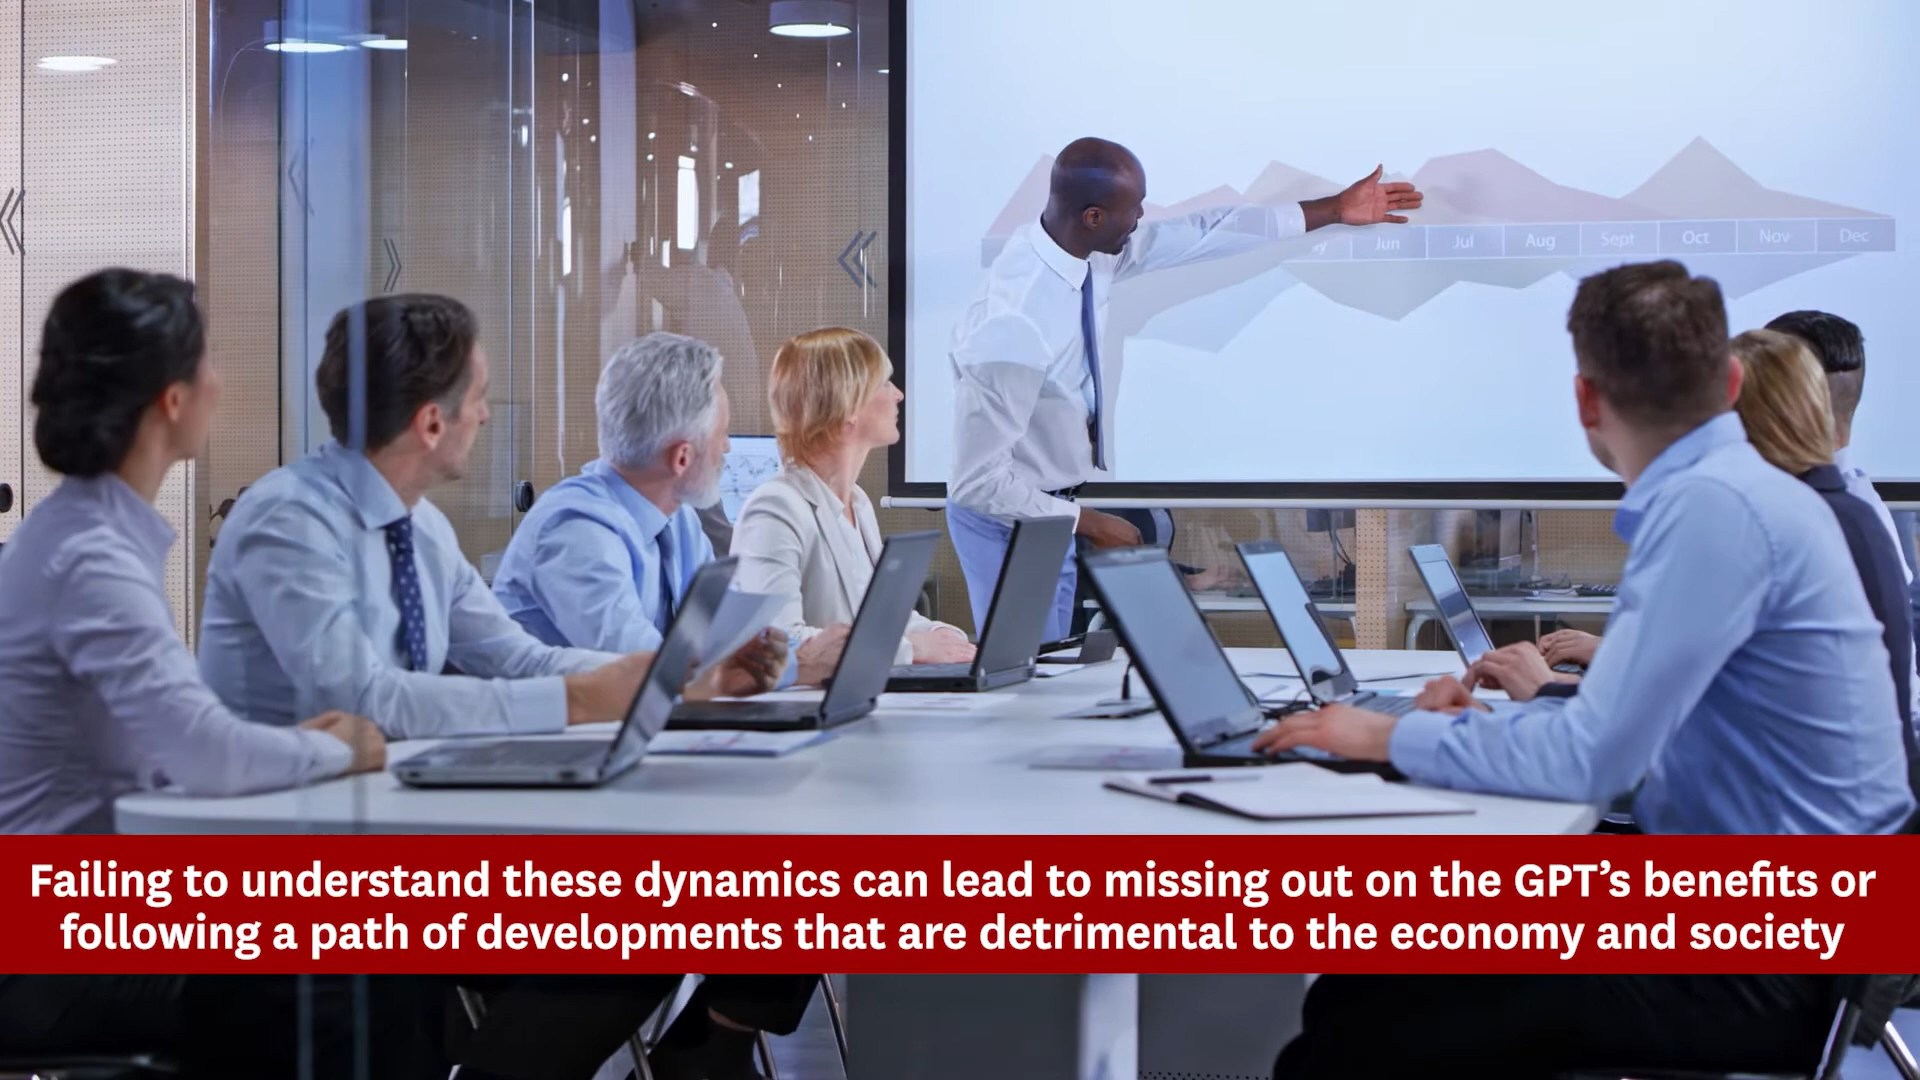 Jun Jul Aug Sept Oct Nov Dec
Failing to understand these dynamics can lead to missing out on the GPT’s benefits or
following a path of developments that are detrimental to the economy and society